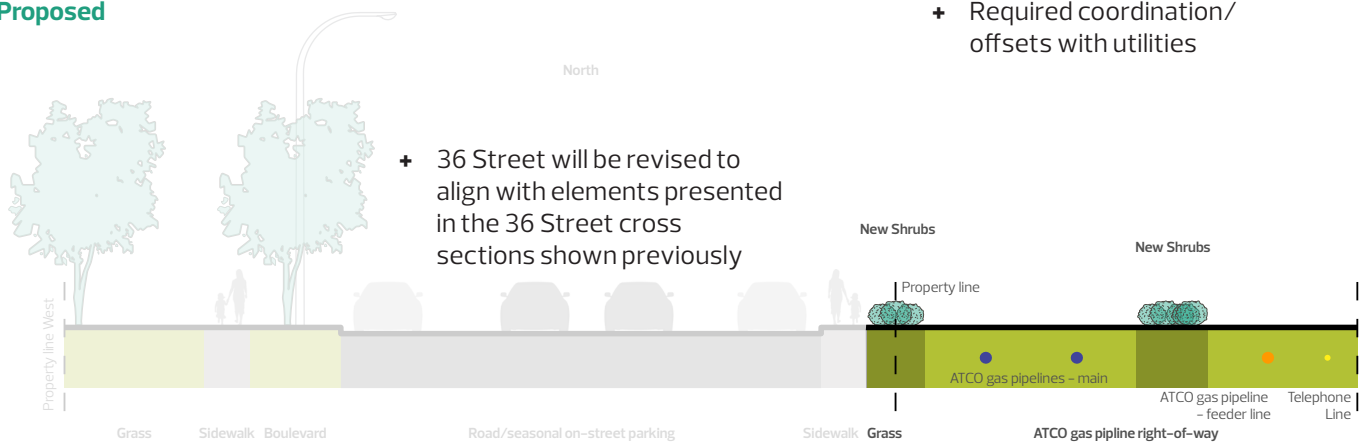 Proposed
+ Required coordination/
offsets with utilities
North
+ 36 Street will be revised to
align with elements presented
in the 36 Street cross
sections shown previously
New Shrubs
New Shrubs
Property line
Property line West
ATCO gas pipelines - main
ATCO gas pipeline
- feeder line
Telephone
Line
Grass
Sidewalk
Boulevard
Road/seasonal on-street parking
Sidewalk
Grass
ATCO gas pipline right-of-way